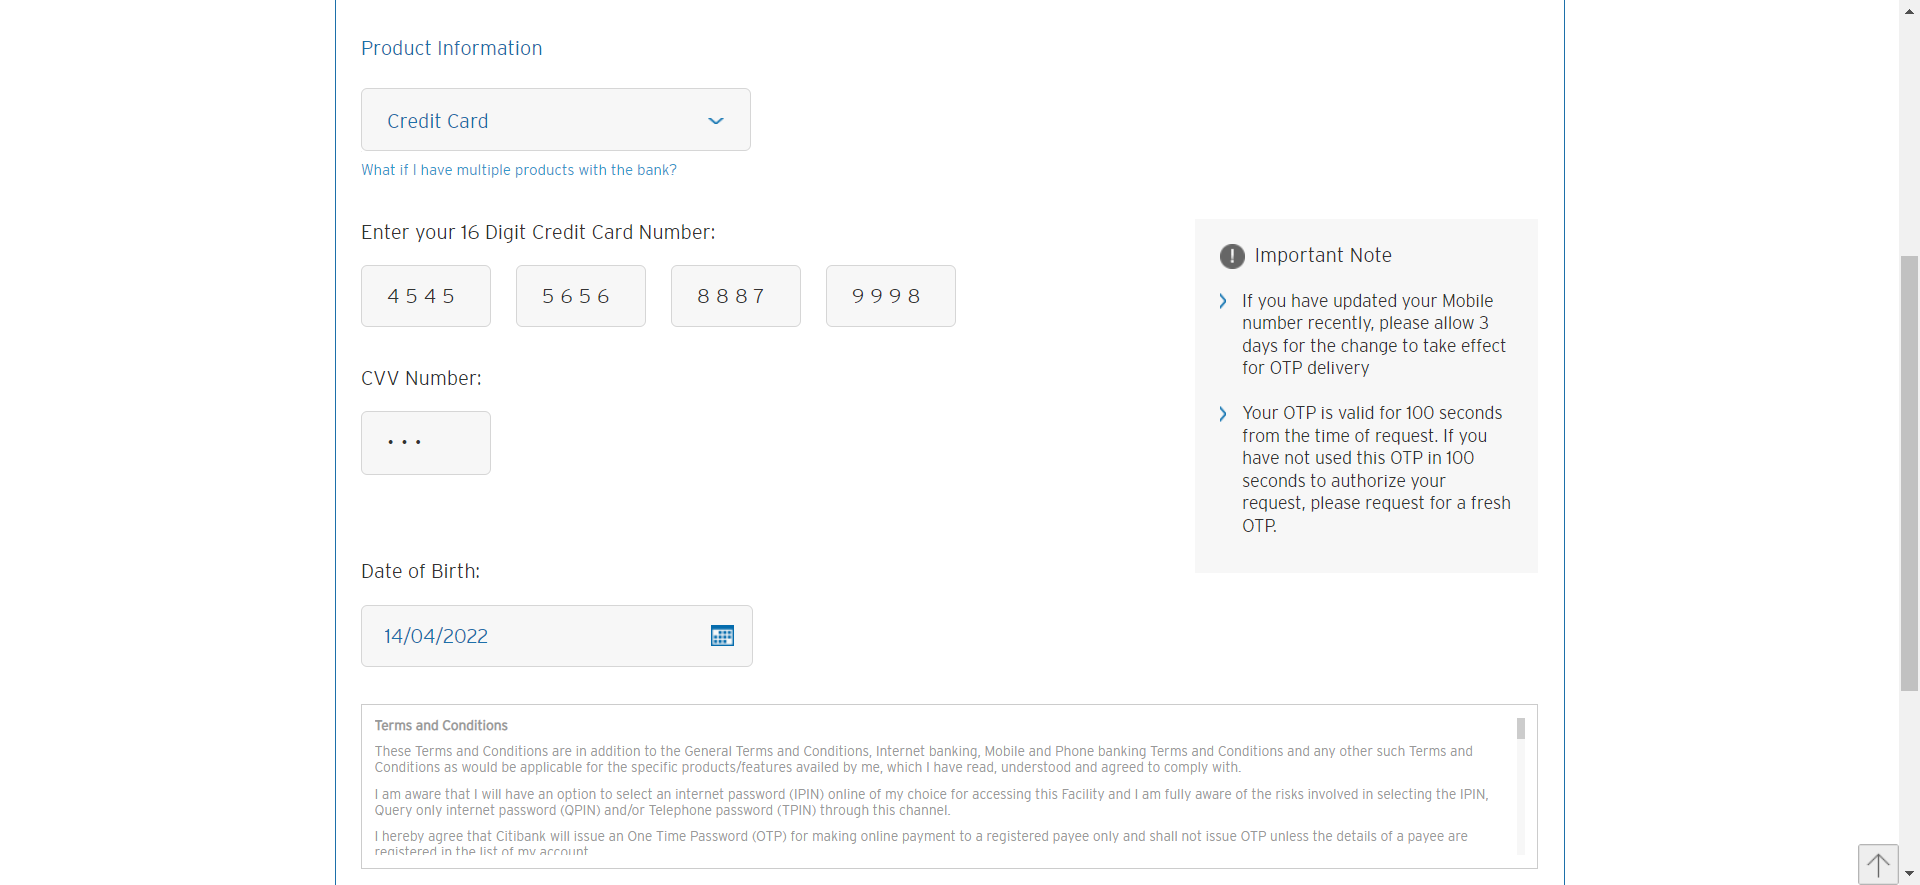 Product Information
Credit Card
What if I have multiple products with the bank?
Enter your 16 Digit Credit Card Number:
4545 5656 8887 9998
CVV Number:
•••
Date of Birth:
14/04/2022
! Important Note
If you have updated your Mobile
number recently, please allow 3
days for the change to take effect
for OTP delivery
Your OTP is valid for 100 seconds
from the time of request. If you
have not used this OTP in 100
seconds to authorize your
request, please request for a fresh
OTP.
Terms and Conditions
These Terms and Conditions are in addition to the General Terms and Conditions, Internet banking, Mobile and Phone banking Terms and Conditions and any other such Terms and
Conditions as would be applicable for the specific products/features availed by me, which I have read, understood and agreed to comply with.
I am aware that I will have an option to select an internet password (IPIN) online of my choice for accessing this Facility and I am fully aware of the risks involved in selecting the IPIN,
Query only internet password (QPIN) and/or Telephone password (TPIN) through this channel.
I hereby agree that Citibank will issue an One Time Password (OTP) for making online payment to a registered payee only and shall not issue OTP unless the details of a payee are
registered in the list of my account